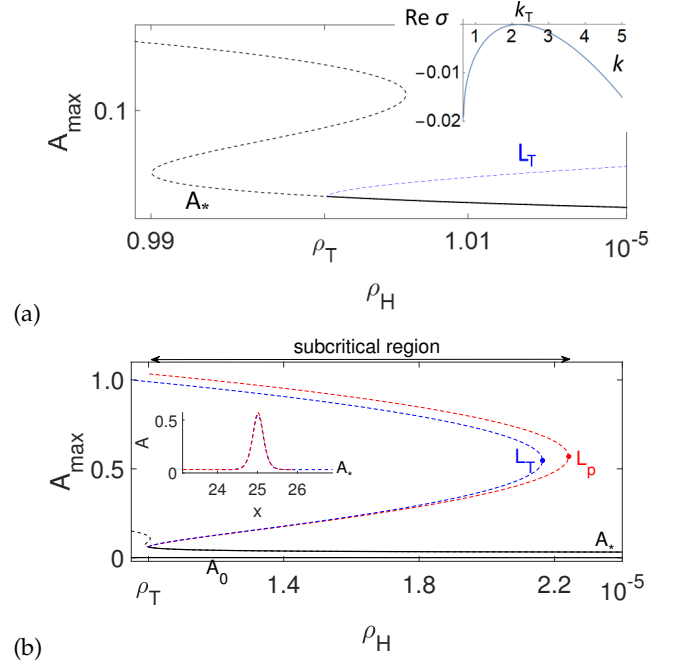 Re σ
k_T
1 2 3 4 5
k
−0.01
−0.02
0.1
A_max
L_T
A_*
0.99 ρ_T 1.01 10^-5
ρ_H
(a)
subcritical region
1.0
0.5
0
A_max
0.5
0
A
A_*
24 25 26
x
L_T
L_p
A_*
A_0
ρ_T 1.4 1.8 2.2 10^-5
ρ_H
(b)